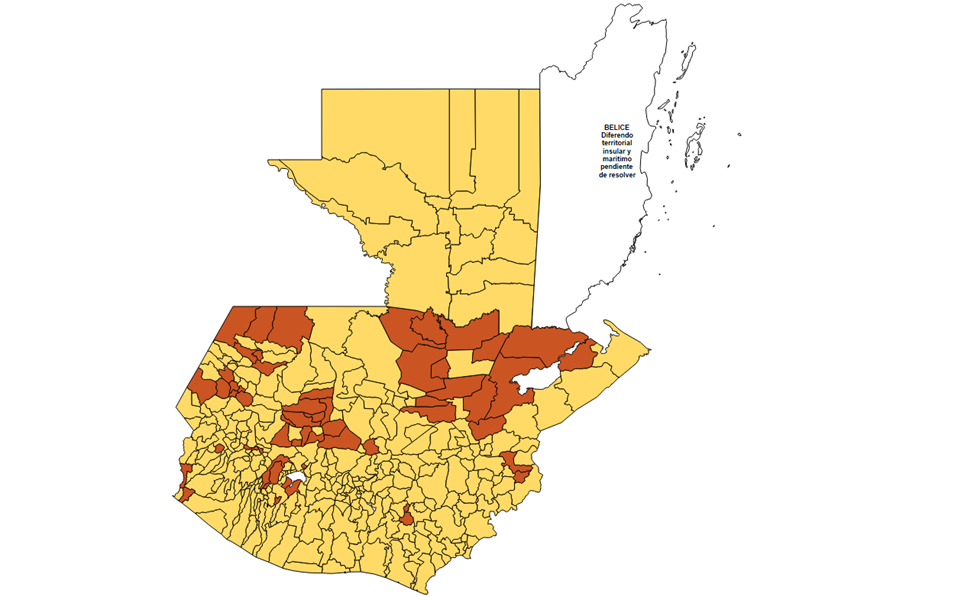 BELICE
Diferendo
territorial
insular y
marítimo
pendiente
de resolver